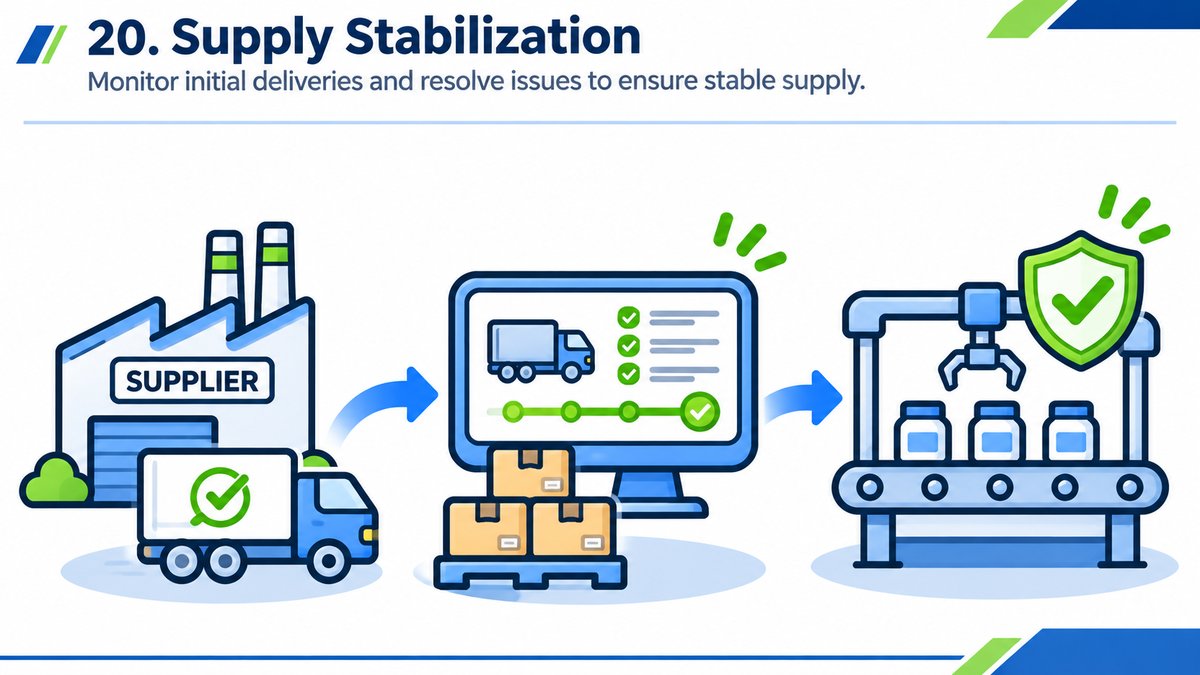 20. Supply Stabilization
Monitor initial deliveries and resolve issues to ensure stable supply.
SUPPLIER